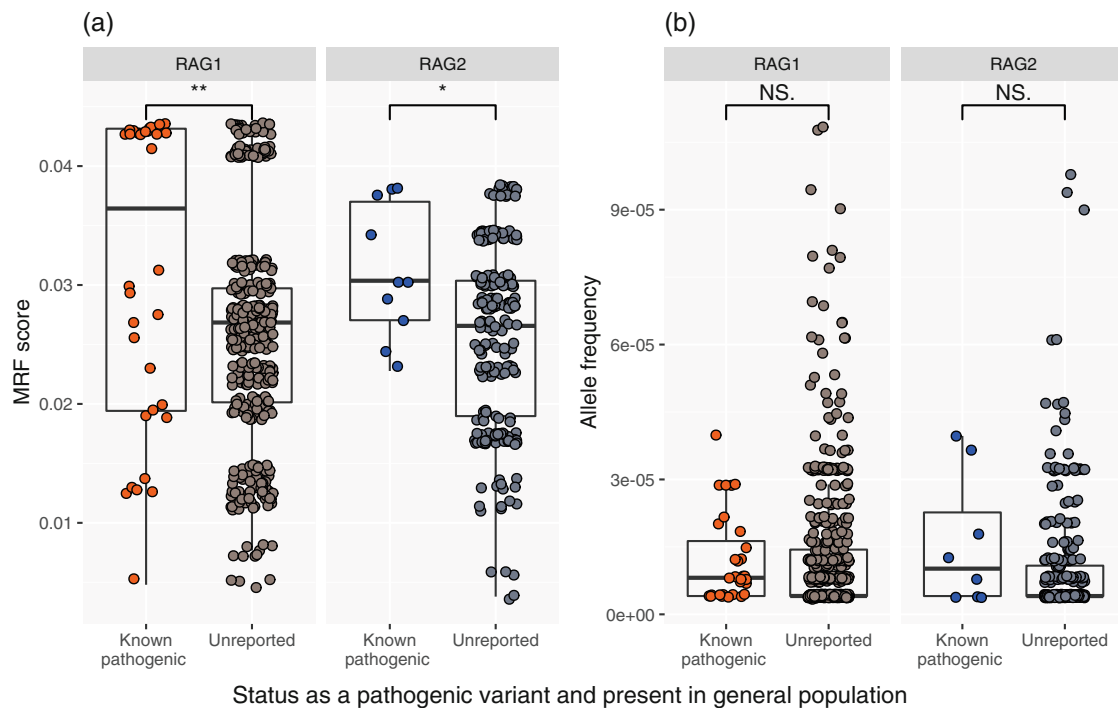 (a)
RAG1
RAG2
**
*
MRF score
0.04
0.03
0.02
0.01
Known
pathogenic
Unreported
Known
pathogenic
Unreported
(b)
RAG1
RAG2
NS.
NS.
Allele frequency
9e-05
6e-05
3e-05
0e+00
Known
pathogenic
Unreported
Known
pathogenic
Unreported
Status as a pathogenic variant and present in general population